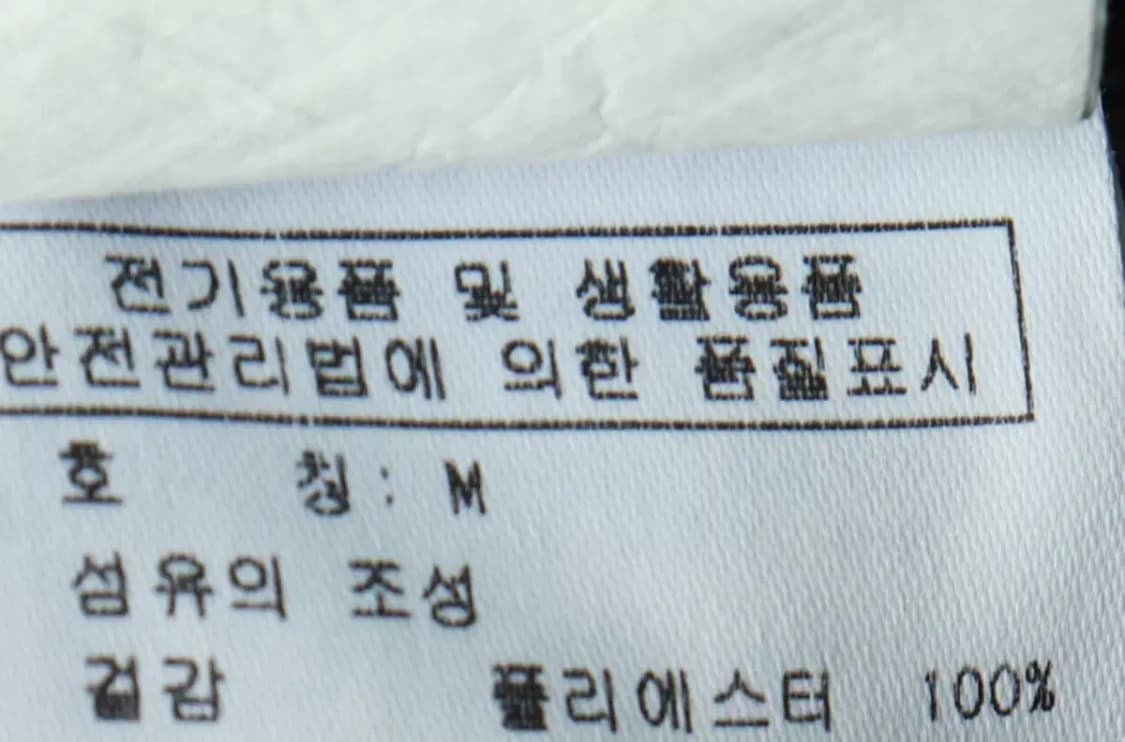 전기용품 및 생활용품
안전관리법에 의한 품질표시
호 칭: M
섬유의 조성
겉감 폴리에스터 100%